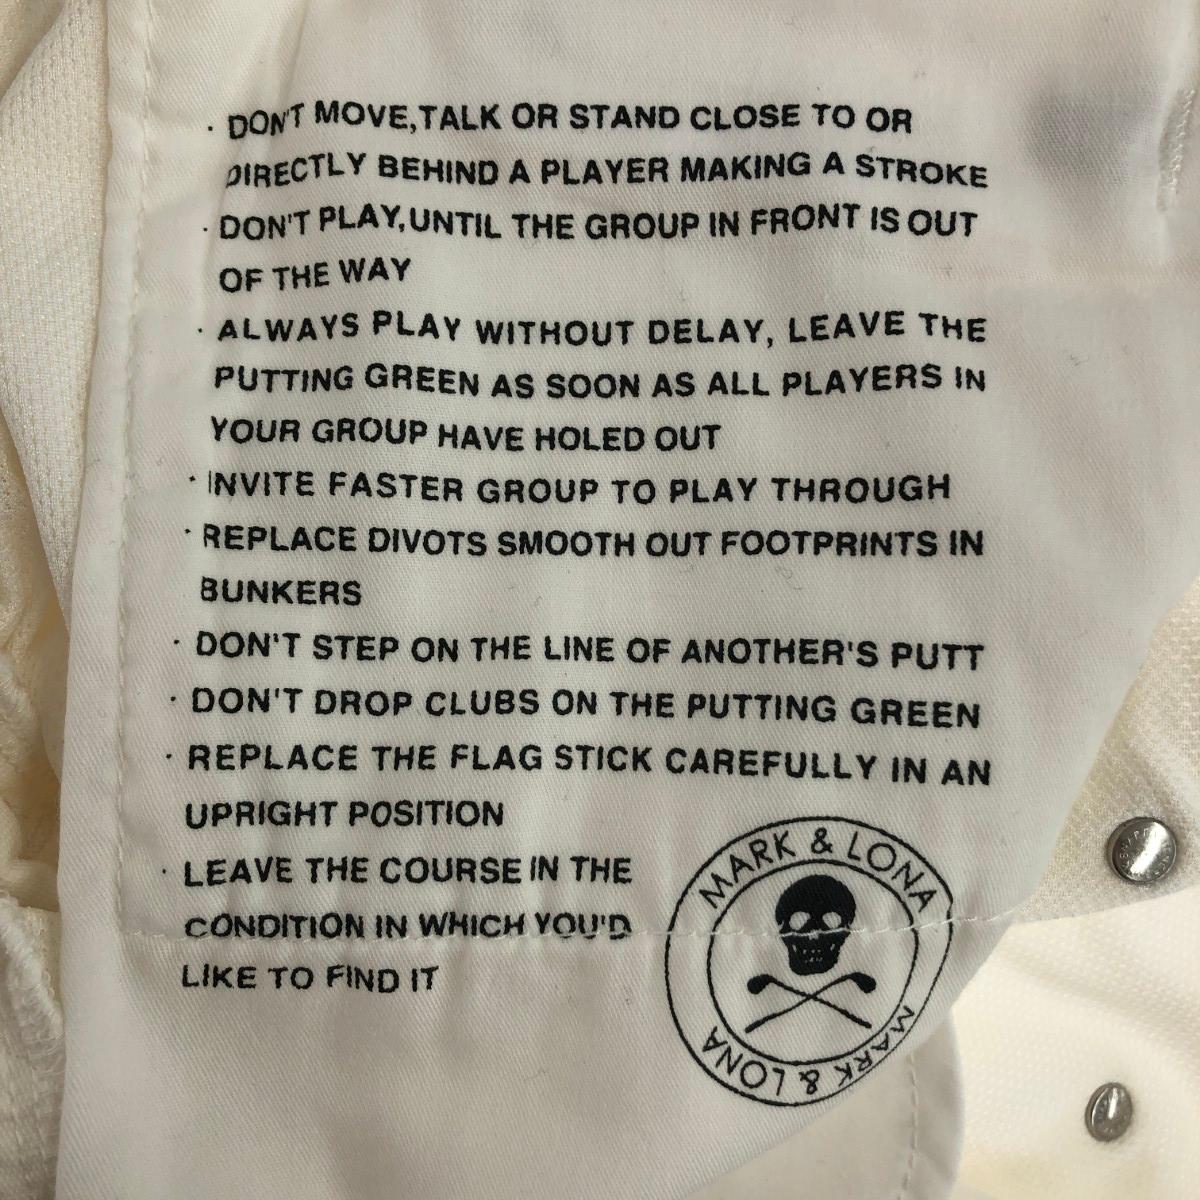 · DON'T MOVE,TALK OR STAND CLOSE TO OR
DIRECTLY BEHIND A PLAYER MAKING A STROKE
· DON'T PLAY,UNTIL THE GROUP IN FRONT IS OUT
OF THE WAY
· ALWAYS PLAY WITHOUT DELAY, LEAVE THE
PUTTING GREEN AS SOON AS ALL PLAYERS IN
YOUR GROUP HAVE HOLED OUT
· INVITE FASTER GROUP TO PLAY THROUGH
· REPLACE DIVOTS SMOOTH OUT FOOTPRINTS IN
BUNKERS
· DON'T STEP ON THE LINE OF ANOTHER'S PUTT
· DON'T DROP CLUBS ON THE PUTTING GREEN
· REPLACE THE FLAG STICK CAREFULLY IN AN
UPRIGHT POSITION
· LEAVE THE COURSE IN THE
CONDITION IN WHICH YOU'D
LIKE TO FIND IT
MARK & LONA
MARK & LONA